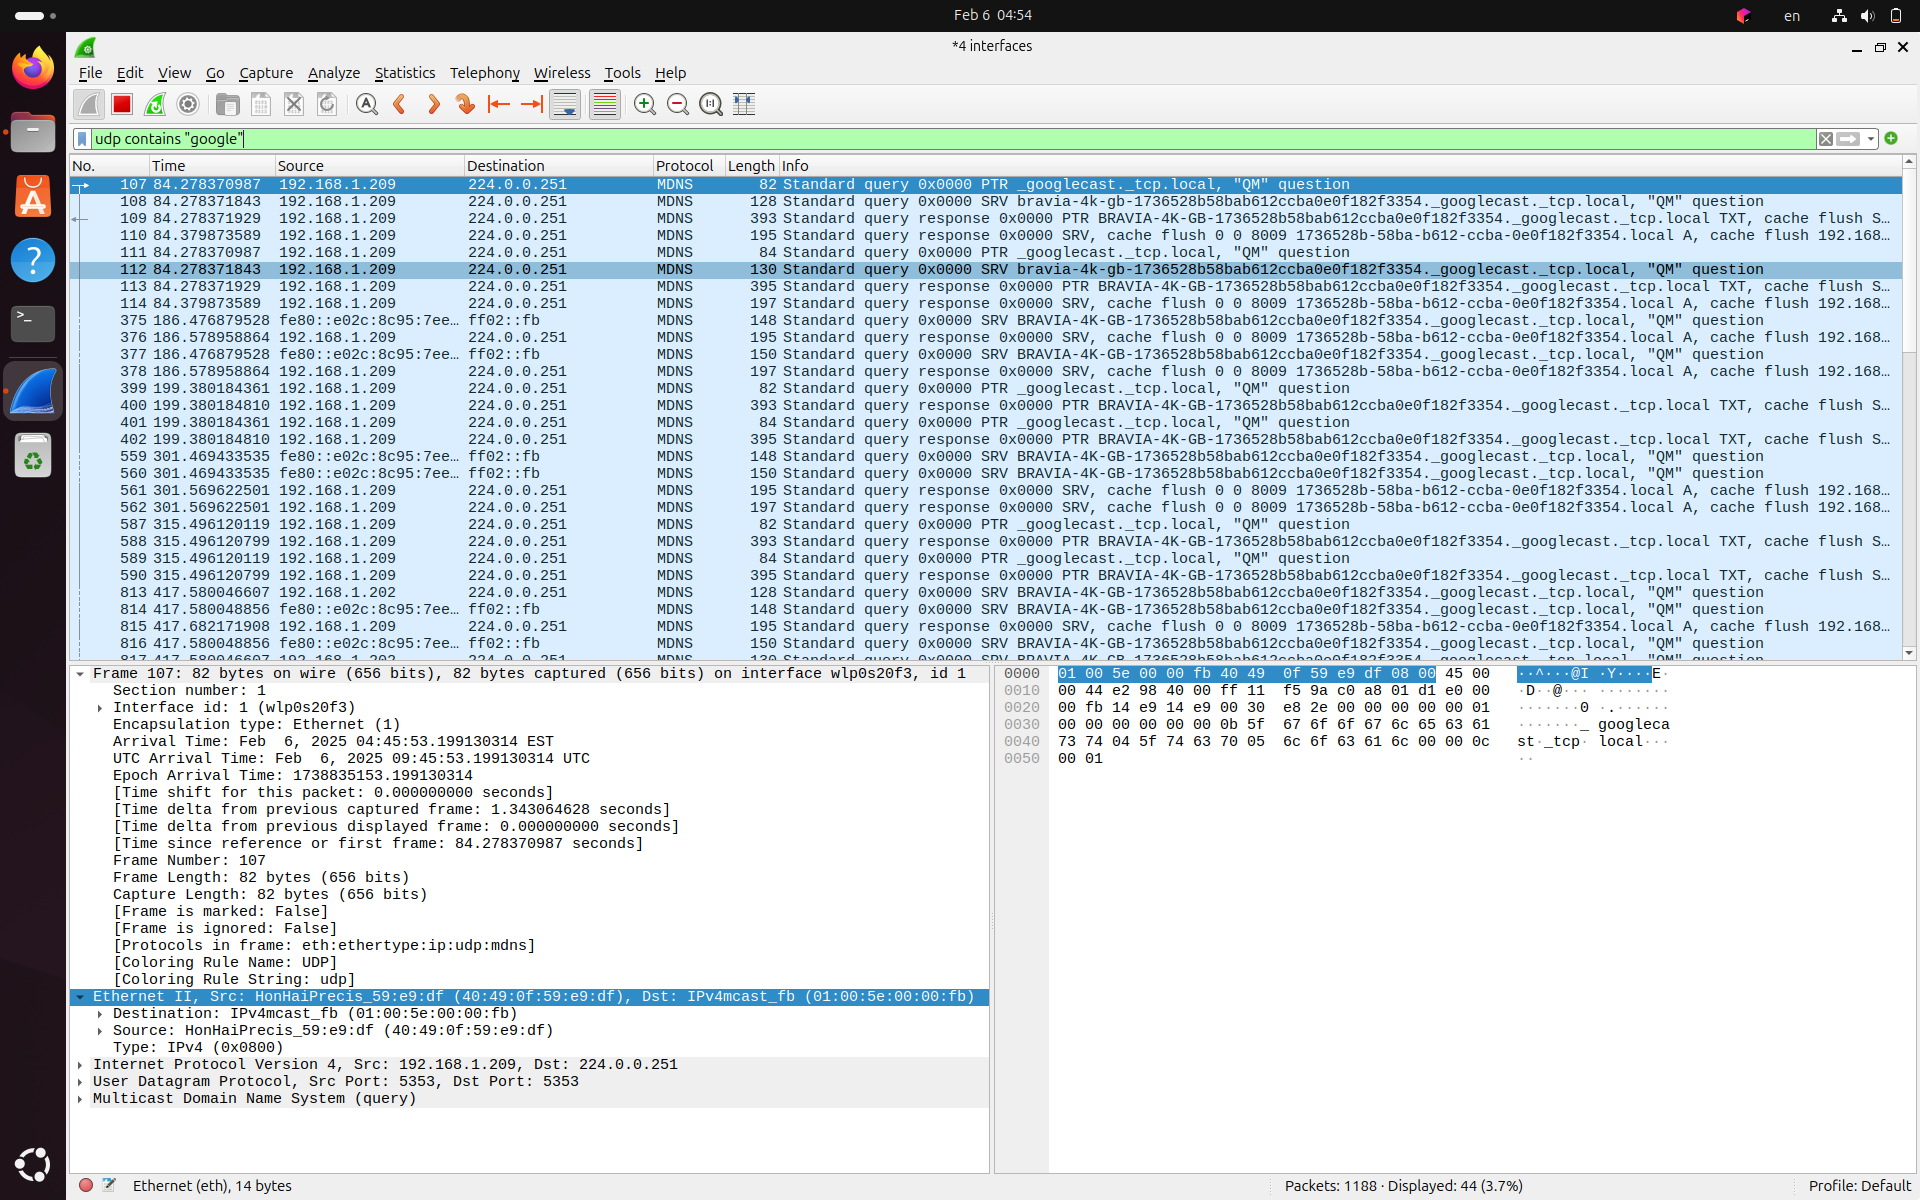 Feb 6 04:54
en
*4 interfaces
File Edit View Go Capture Analyze Statistics Telephony Wireless Tools Help
udp contains "google"
No. Time Source Destination Protocol Length Info
107 84.278370987 192.168.1.209 224.0.0.251 MDNS 82 Standard query 0x0000 PTR _googlecast._tcp.local, "QM" question
108 84.278371843 192.168.1.209 224.0.0.251 MDNS 128 Standard query 0x0000 SRV bravia-4k-gb-1736528b58bab612ccba0e0f182f3354._googlecast._tcp.local, "QM" question
109 84.278371929 192.168.1.209 224.0.0.251 MDNS 393 Standard query response 0x0000 PTR BRAVIA-4K-GB-1736528b58bab612ccba0e0f182f3354._googlecast._tcp.local TXT, cache flush S…
110 84.379873589 192.168.1.209 224.0.0.251 MDNS 195 Standard query response 0x0000 SRV, cache flush 0 0 8009 1736528b-58ba-b612-ccba-0e0f182f3354.local A, cache flush 192.168…
111 84.278370987 192.168.1.209 224.0.0.251 MDNS 84 Standard query 0x0000 PTR _googlecast._tcp.local, "QM" question
112 84.278371843 192.168.1.209 224.0.0.251 MDNS 130 Standard query 0x0000 SRV bravia-4k-gb-1736528b58bab612ccba0e0f182f3354._googlecast._tcp.local, "QM" question
113 84.278371929 192.168.1.209 224.0.0.251 MDNS 395 Standard query response 0x0000 PTR BRAVIA-4K-GB-1736528b58bab612ccba0e0f182f3354._googlecast._tcp.local TXT, cache flush S…
114 84.379873589 192.168.1.209 224.0.0.251 MDNS 197 Standard query response 0x0000 SRV, cache flush 0 0 8009 1736528b-58ba-b612-ccba-0e0f182f3354.local A, cache flush 192.168…
375 186.476879528 fe80::e02c:8c95:7ee… ff02::fb MDNS 148 Standard query 0x0000 SRV BRAVIA-4K-GB-1736528b58bab612ccba0e0f182f3354._googlecast._tcp.local, "QM" question
376 186.578958864 192.168.1.209 224.0.0.251 MDNS 195 Standard query response 0x0000 SRV, cache flush 0 0 8009 1736528b-58ba-b612-ccba-0e0f182f3354.local A, cache flush 192.168…
377 186.476879528 fe80::e02c:8c95:7ee… ff02::fb MDNS 150 Standard query 0x0000 SRV BRAVIA-4K-GB-1736528b58bab612ccba0e0f182f3354._googlecast._tcp.local, "QM" question
378 186.578958864 192.168.1.209 224.0.0.251 MDNS 197 Standard query response 0x0000 SRV, cache flush 0 0 8009 1736528b-58ba-b612-ccba-0e0f182f3354.local A, cache flush 192.168…
399 199.380184361 192.168.1.209 224.0.0.251 MDNS 82 Standard query 0x0000 PTR _googlecast._tcp.local, "QM" question
400 199.380184810 192.168.1.209 224.0.0.251 MDNS 393 Standard query response 0x0000 PTR BRAVIA-4K-GB-1736528b58bab612ccba0e0f182f3354._googlecast._tcp.local TXT, cache flush S…
401 199.380184361 192.168.1.209 224.0.0.251 MDNS 84 Standard query 0x0000 PTR _googlecast._tcp.local, "QM" question
402 199.380184810 192.168.1.209 224.0.0.251 MDNS 395 Standard query response 0x0000 PTR BRAVIA-4K-GB-1736528b58bab612ccba0e0f182f3354._googlecast._tcp.local TXT, cache flush S…
559 301.469433535 fe80::e02c:8c95:7ee… ff02::fb MDNS 148 Standard query 0x0000 SRV BRAVIA-4K-GB-1736528b58bab612ccba0e0f182f3354._googlecast._tcp.local, "QM" question
560 301.469433535 fe80::e02c:8c95:7ee… ff02::fb MDNS 150 Standard query 0x0000 SRV BRAVIA-4K-GB-1736528b58bab612ccba0e0f182f3354._googlecast._tcp.local, "QM" question
561 301.569622501 192.168.1.209 224.0.0.251 MDNS 195 Standard query response 0x0000 SRV, cache flush 0 0 8009 1736528b-58ba-b612-ccba-0e0f182f3354.local A, cache flush 192.168…
562 301.569622501 192.168.1.209 224.0.0.251 MDNS 197 Standard query response 0x0000 SRV, cache flush 0 0 8009 1736528b-58ba-b612-ccba-0e0f182f3354.local A, cache flush 192.168…
587 315.496120119 192.168.1.209 224.0.0.251 MDNS 82 Standard query 0x0000 PTR _googlecast._tcp.local, "QM" question
588 315.496120799 192.168.1.209 224.0.0.251 MDNS 393 Standard query response 0x0000 PTR BRAVIA-4K-GB-1736528b58bab612ccba0e0f182f3354._googlecast._tcp.local TXT, cache flush S…
589 315.496120119 192.168.1.209 224.0.0.251 MDNS 84 Standard query 0x0000 PTR _googlecast._tcp.local, "QM" question
590 315.496120799 192.168.1.209 224.0.0.251 MDNS 395 Standard query response 0x0000 PTR BRAVIA-4K-GB-1736528b58bab612ccba0e0f182f3354._googlecast._tcp.local TXT, cache flush S…
813 417.580046607 192.168.1.202 224.0.0.251 MDNS 128 Standard query 0x0000 SRV BRAVIA-4K-GB-1736528b58bab612ccba0e0f182f3354._googlecast._tcp.local, "QM" question
814 417.580048856 fe80::e02c:8c95:7ee… ff02::fb MDNS 148 Standard query 0x0000 SRV BRAVIA-4K-GB-1736528b58bab612ccba0e0f182f3354._googlecast._tcp.local, "QM" question
815 417.682171908 192.168.1.209 224.0.0.251 MDNS 195 Standard query response 0x0000 SRV, cache flush 0 0 8009 1736528b-58ba-b612-ccba-0e0f182f3354.local A, cache flush 192.168…
816 417.580048856 fe80::e02c:8c95:7ee… ff02::fb MDNS 150 Standard query 0x0000 SRV BRAVIA-4K-GB-1736528b58bab612ccba0e0f182f3354._googlecast._tcp.local, "QM" question
817 417.580046607 192.168.1.202 224.0.0.251 MDNS 130 Standard query 0x0000 SRV BRAVIA-4K-GB-1736528b58bab612ccba0e0f182f3354._googlecast._tcp.local, "QM" question
Frame 107: 82 bytes on wire (656 bits), 82 bytes captured (656 bits) on interface wlp0s20f3, id 1
Section number: 1
Interface id: 1 (wlp0s20f3)
Encapsulation type: Ethernet (1)
Arrival Time: Feb  6, 2025 04:45:53.199130314 EST
UTC Arrival Time: Feb  6, 2025 09:45:53.199130314 UTC
Epoch Arrival Time: 1738835153.199130314
[Time shift for this packet: 0.000000000 seconds]
[Time delta from previous captured frame: 1.343064628 seconds]
[Time delta from previous displayed frame: 0.000000000 seconds]
[Time since reference or first frame: 84.278370987 seconds]
Frame Number: 107
Frame Length: 82 bytes (656 bits)
Capture Length: 82 bytes (656 bits)
[Frame is marked: False]
[Frame is ignored: False]
[Protocols in frame: eth:ethertype:ip:udp:mdns]
[Coloring Rule Name: UDP]
[Coloring Rule String: udp]
Ethernet II, Src: HonHaiPrecis_59:e9:df (40:49:0f:59:e9:df), Dst: IPv4mcast_fb (01:00:5e:00:00:fb)
Destination: IPv4mcast_fb (01:00:5e:00:00:fb)
Source: HonHaiPrecis_59:e9:df (40:49:0f:59:e9:df)
Type: IPv4 (0x0800)
Internet Protocol Version 4, Src: 192.168.1.209, Dst: 224.0.0.251
User Datagram Protocol, Src Port: 5353, Dst Port: 5353
Multicast Domain Name System (query)
0000 01 00 5e 00 00 fb 40 49 0f 59 e9 df 08 00 45 00 ··^···@I ·Y····E·
0010 00 44 e2 98 40 00 ff 11 f5 9a c0 a8 01 d1 e0 00 ·D··@··· ········
0020 00 fb 14 e9 14 e9 00 30 e8 2e 00 00 00 00 00 01 ·······0 ·.······
0030 00 00 00 00 00 00 0b 5f 67 6f 6f 67 6c 65 63 61 ·······_ googleca
0040 73 74 04 5f 74 63 70 05 6c 6f 63 61 6c 00 00 0c st·_tcp· local···
0050 00 01 ··
Ethernet (eth), 14 bytes
Packets: 1188 · Displayed: 44 (3.7%)
Profile: Default